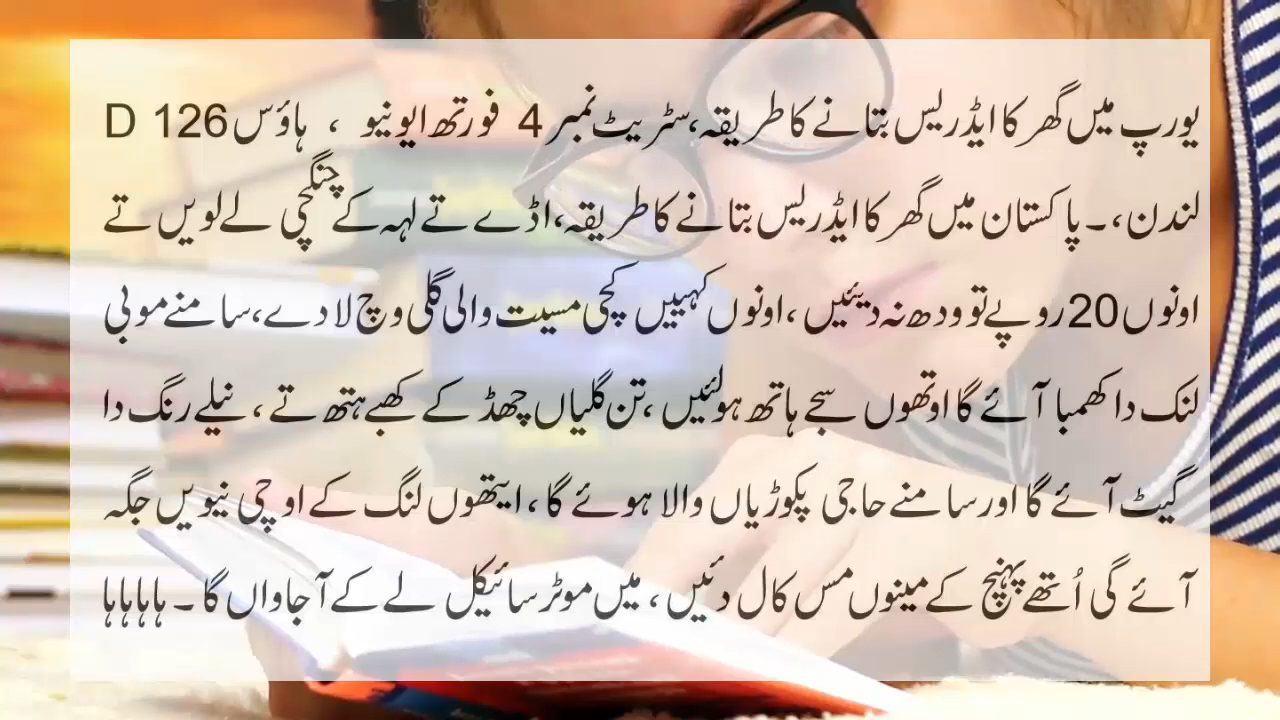 یورپ میں گھر کا ایڈریس بتانے کا طریقہ،سٹریٹ نمبر 4 فورتھ ایونیو ، ہاؤس 126 D
لندن،۔پاکستان میں گھر کا ایڈریس بتانے کا طریقہ،اڈے تے لہہ کے چنگچی لے لویں تے
اونوں 20 روپے تو ودھ نہ دیئیں ،اونوں کہیں کچی مسیت والی گلی وچ لا دے،سامنے موبی
لنک دا کھمبا آئے گا اوتھوں سجے ہاتھ ہولئیں ،تن گلیاں چھڈ کے کھبے ہتھ تے ، نیلے رنگ دا
گیٹ آئے گا اور سامنے حاجی پکوڑیاں والا ہوئے گا ، ایتھوں لنگ کے اوچی نیویں جگہ
آئے گی اُتھے پہنچ کے مینوں مس کال دئیں ، میں موٹر سائیکل لے کے آجاواں گا ۔ ہاہاہاہا